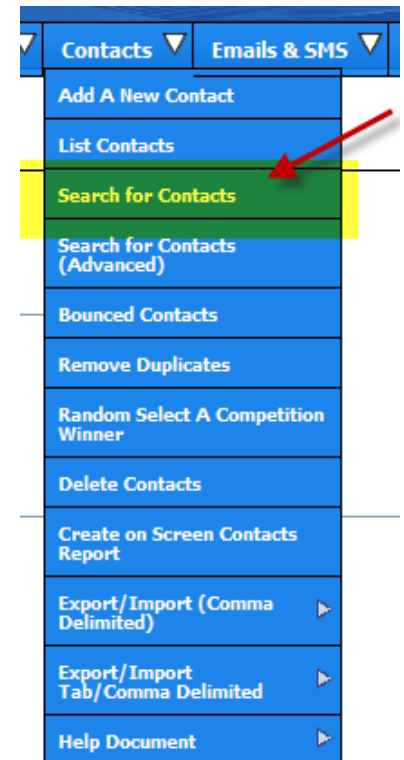 Contacts Emails & SMS
Add A New Contact
List Contacts
Search for Contacts
Search for Contacts
(Advanced)
Bounced Contacts
Remove Duplicates
Random Select A Competition
Winner
Delete Contacts
Create on Screen Contacts
Report
Export/Import (Comma
Delimited)
Export/Import
Tab/Comma Delimited
Help Document